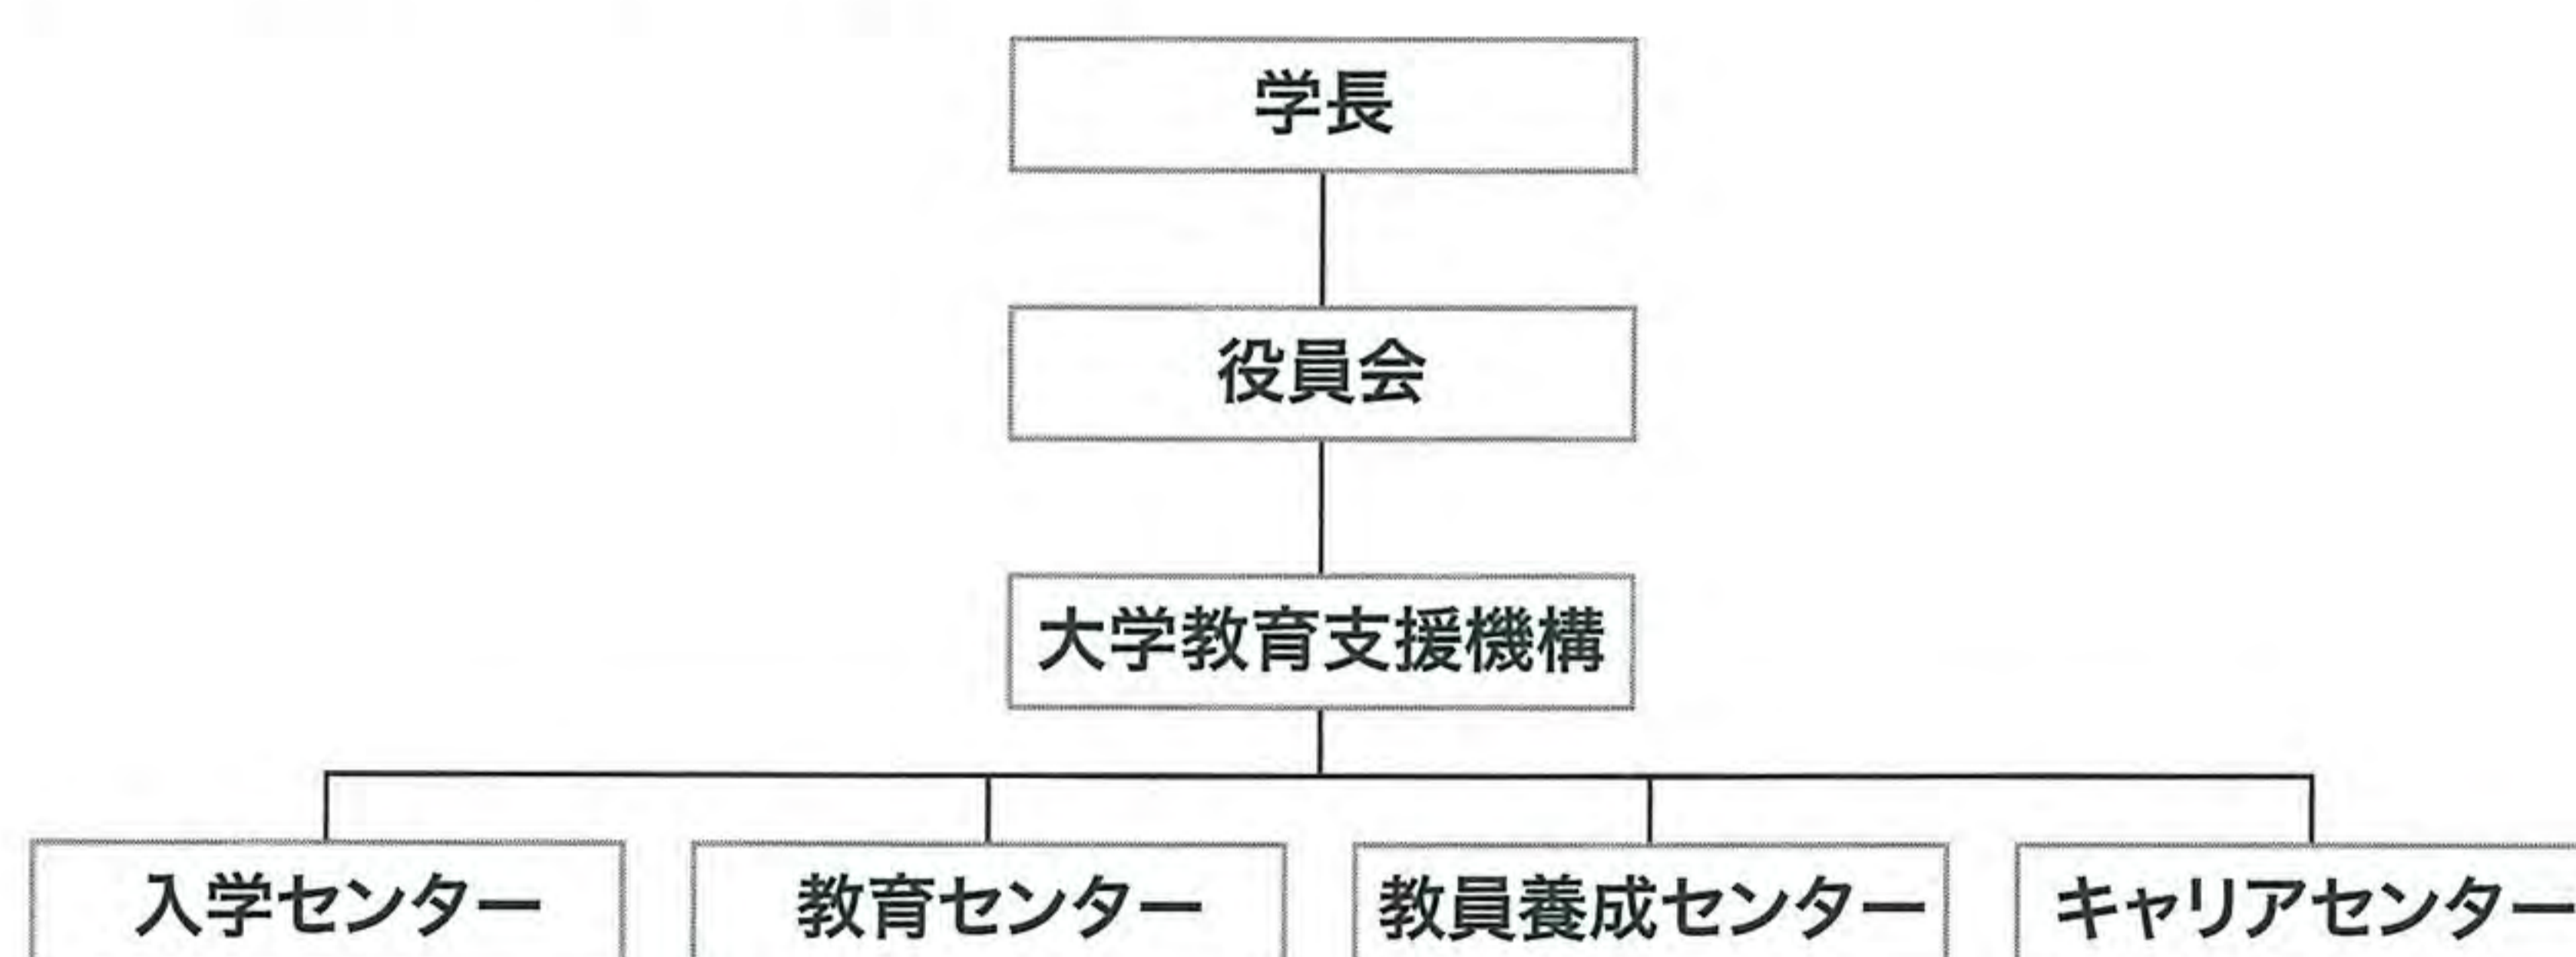 学長
役員会
大学教育支援機構
入学センター
教育センター
教員養成センター
キャリアセンター